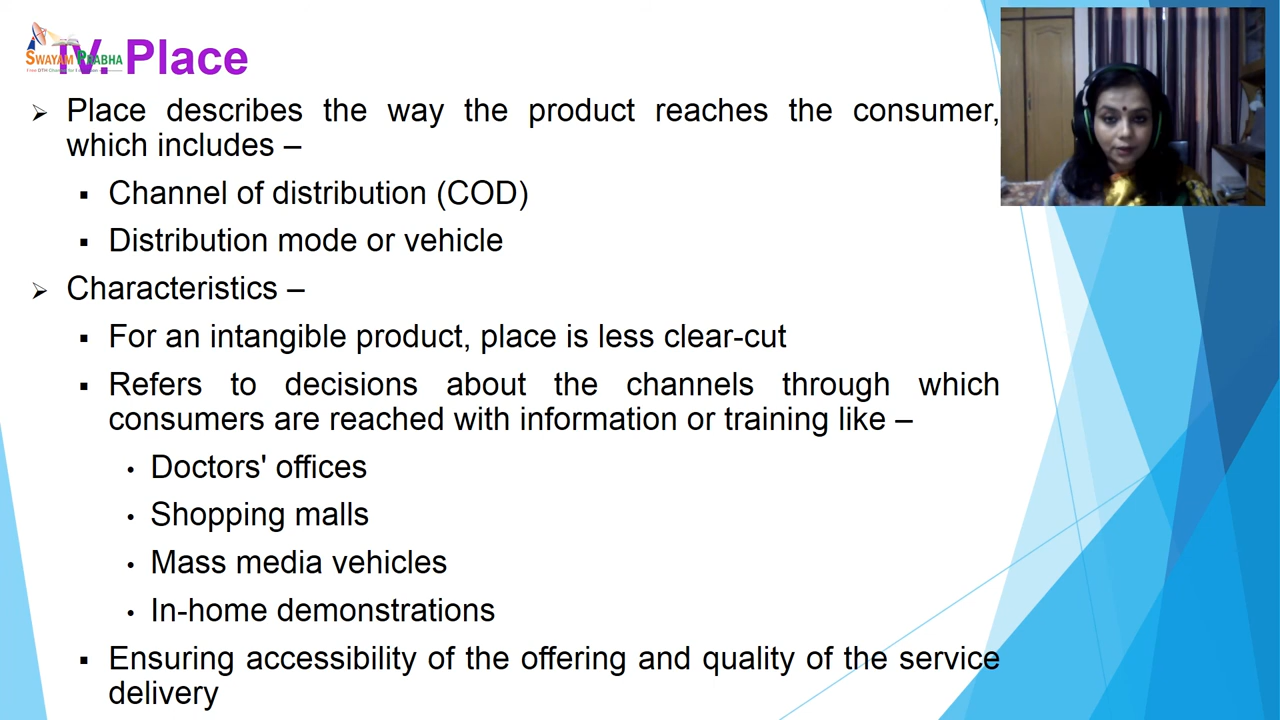 IV. Place
SWAYAM PRABHA
Place describes the way the product reaches the consumer,
which includes –
Channel of distribution (COD)
Distribution mode or vehicle
Characteristics –
For an intangible product, place is less clear-cut
Refers to decisions about the channels through which
consumers are reached with information or training like –
Doctors' offices
Shopping malls
Mass media vehicles
In-home demonstrations
Ensuring accessibility of the offering and quality of the service
delivery